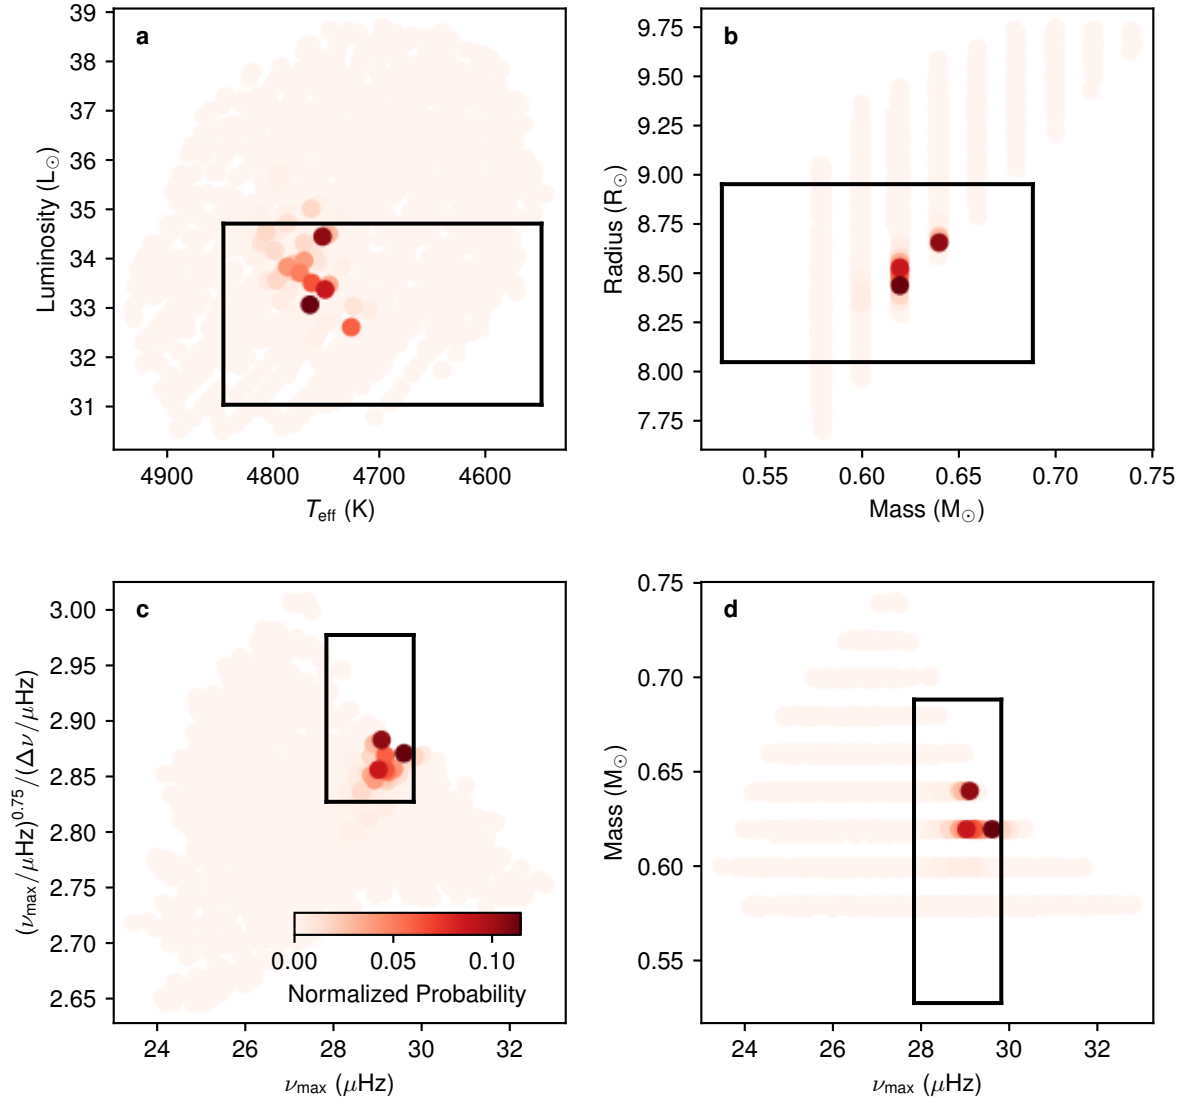 a
39
38
37
36
35
34
33
32
31
Luminosity (L☉)
4900 4800 4700 4600
T_eff (K)
b
9.75
9.50
9.25
9.00
8.75
8.50
8.25
8.00
7.75
Radius (R☉)
0.55 0.60 0.65 0.70 0.75
Mass (M☉)
c
3.00
2.95
2.90
2.85
2.80
2.75
2.70
2.65
(ν_max/μHz)^0.75/(Δν/μHz)
0.00 0.05 0.10
Normalized Probability
24 26 28 30 32
ν_max (μHz)
d
0.75
0.70
0.65
0.60
0.55
Mass (M☉)
24 26 28 30 32
ν_max (μHz)